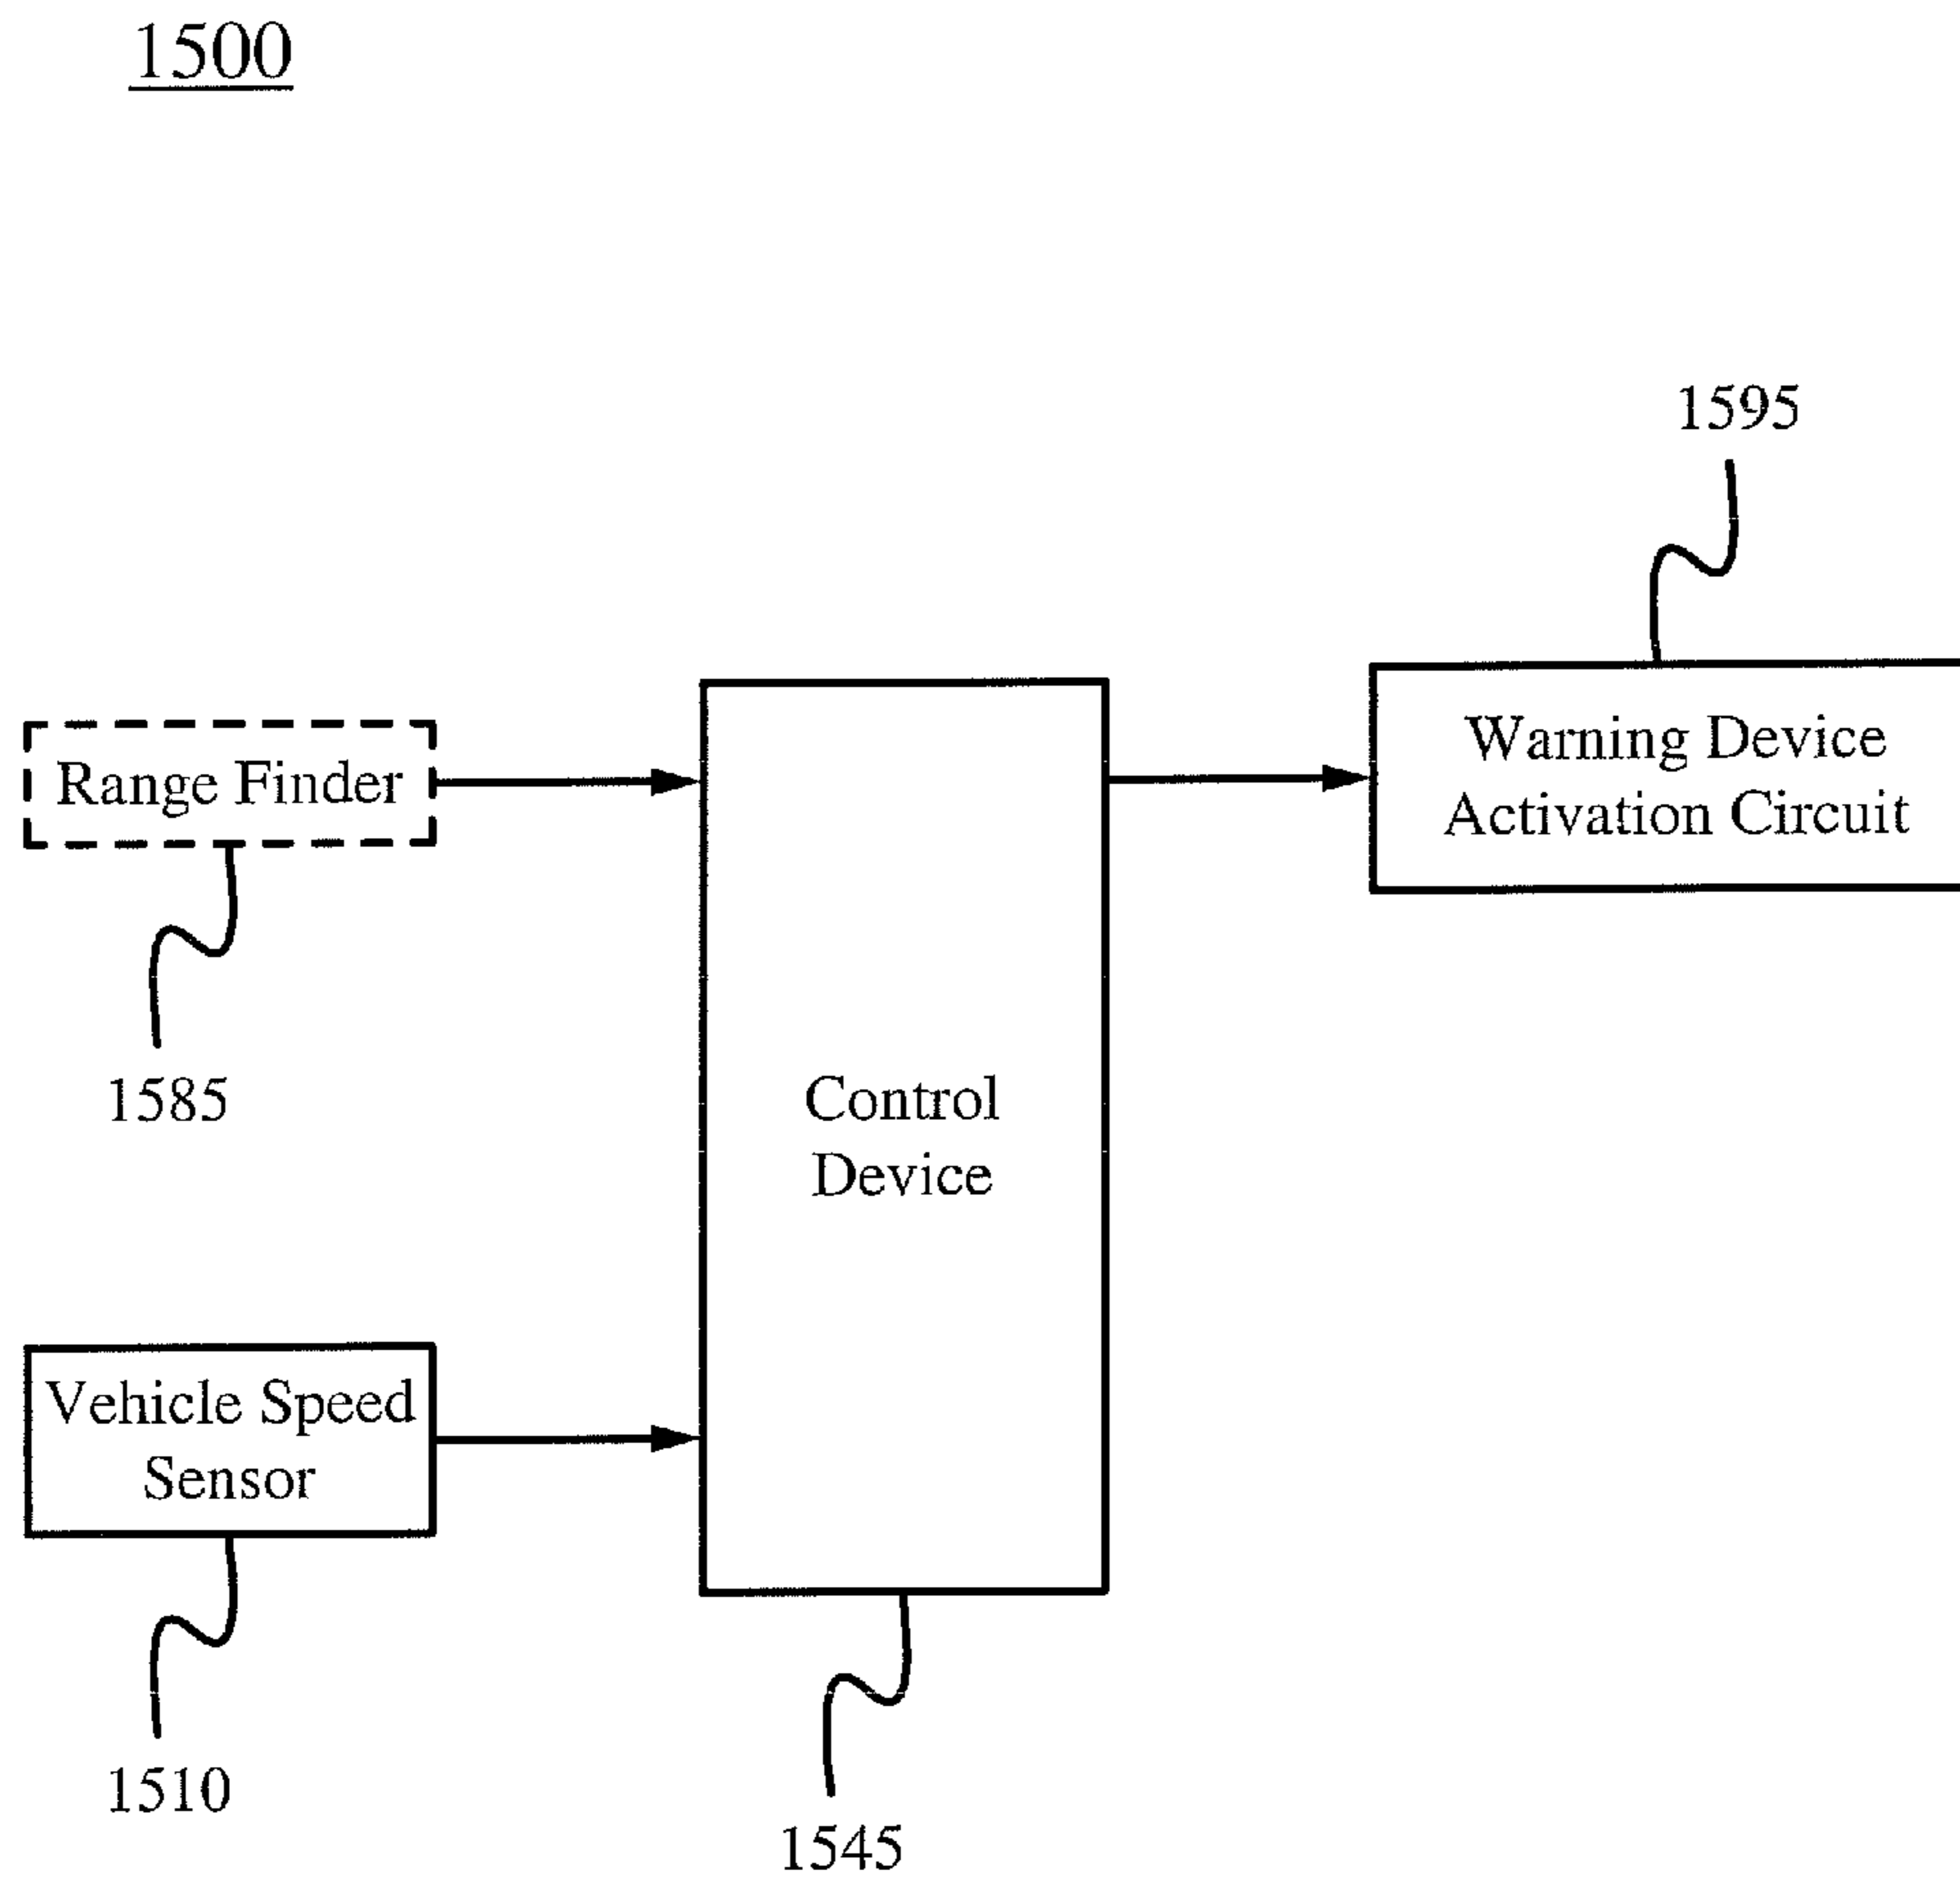 1500
1595
Warning Device
Activation Circuit
Range Finder
1585
Control
Device
Vehicle Speed
Sensor
1510
1545